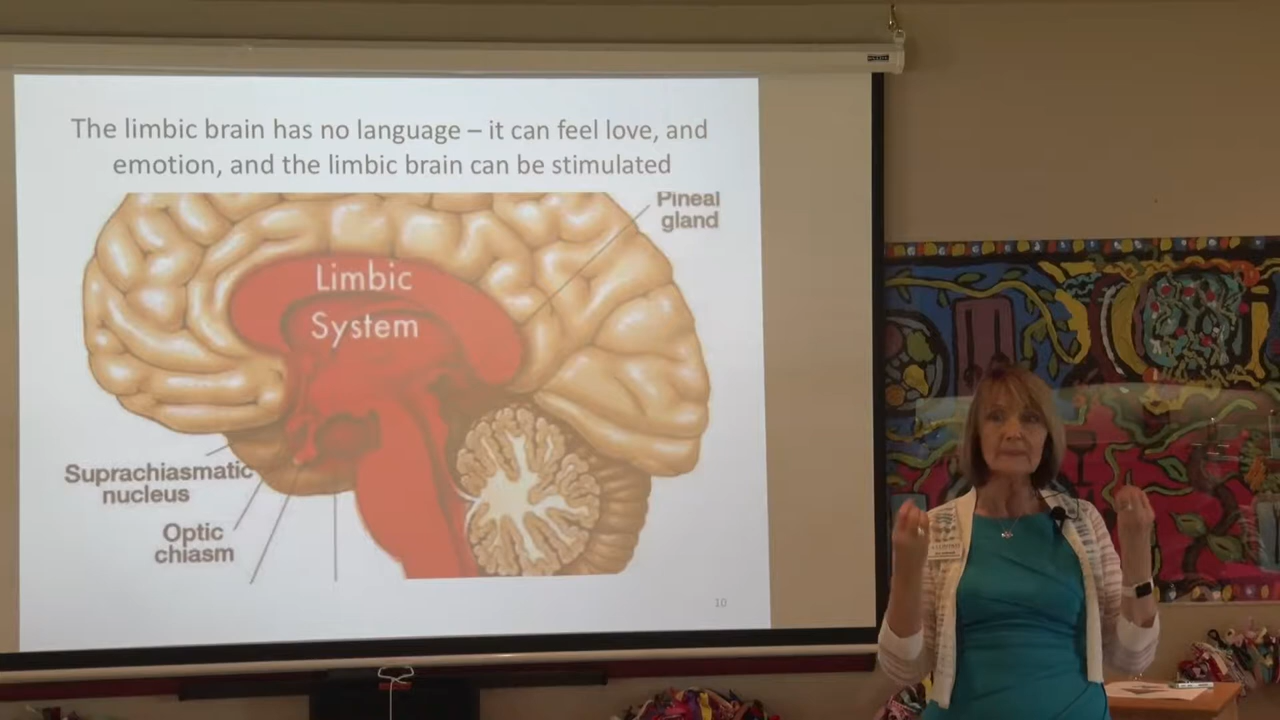 The limbic brain has no language – it can feel love, and
emotion, and the limbic brain can be stimulated
Pineal
gland
Limbic
System
Suprachiasmatic
nucleus
Optic
chiasm
10